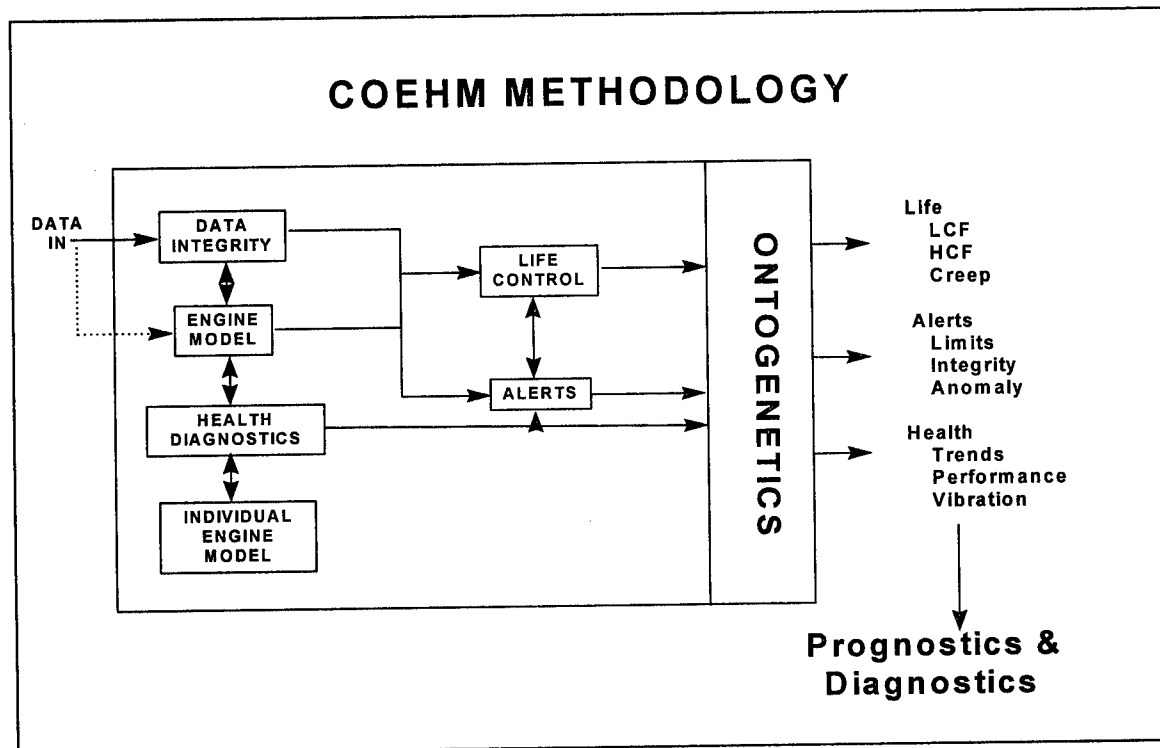 COEHM METHODOLOGY
DATA
IN
DATA
INTEGRITY
ENGINE
MODEL
HEALTH
DIAGNOSTICS
INDIVIDUAL
ENGINE
MODEL
LIFE
CONTROL
ALERTS
ONTOGENETICS
Life
LCF
HCF
Creep
Alerts
Limits
Integrity
Anomaly
Health
Trends
Performance
Vibration
Prognostics &
Diagnostics